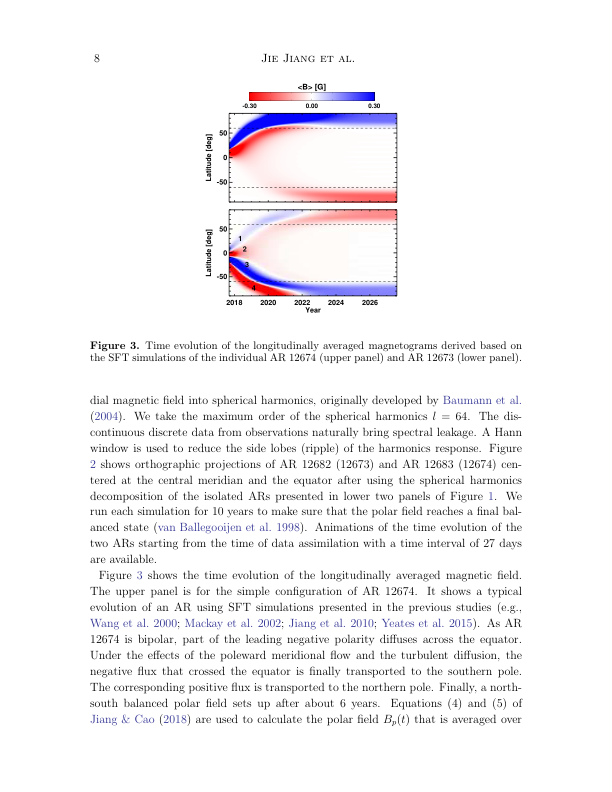 8
JIE JIANG ET AL.
<B> [G]
-0.30 0.00 0.30
50
0
-50
Latitude [deg]
50
0
-50
Latitude [deg]
1
2
3
4
2018 2020 2022 2024 2026
Year
Figure 3. Time evolution of the longitudinally averaged magnetograms derived based on
the SFT simulations of the individual AR 12674 (upper panel) and AR 12673 (lower panel).
dial magnetic field into spherical harmonics, originally developed by Baumann et al.
(2004). We take the maximum order of the spherical harmonics l = 64. The dis-
continuous discrete data from observations naturally bring spectral leakage. A Hann
window is used to reduce the side lobes (ripple) of the harmonics response. Figure
2 shows orthographic projections of AR 12682 (12673) and AR 12683 (12674) cen-
tered at the central meridian and the equator after using the spherical harmonics
decomposition of the isolated ARs presented in lower two panels of Figure 1. We
run each simulation for 10 years to make sure that the polar field reaches a final bal-
anced state (van Ballegooijen et al. 1998). Animations of the time evolution of the
two ARs starting from the time of data assimilation with a time interval of 27 days
are available.
Figure 3 shows the time evolution of the longitudinally averaged magnetic field.
The upper panel is for the simple configuration of AR 12674. It shows a typical
evolution of an AR using SFT simulations presented in the previous studies (e.g.,
Wang et al. 2000; Mackay et al. 2002; Jiang et al. 2010; Yeates et al. 2015). As AR
12674 is bipolar, part of the leading negative polarity diffuses across the equator.
Under the effects of the poleward meridional flow and the turbulent diffusion, the
negative flux that crossed the equator is finally transported to the southern pole.
The corresponding positive flux is transported to the northern pole. Finally, a north-
south balanced polar field sets up after about 6 years. Equations (4) and (5) of
Jiang & Cao (2018) are used to calculate the polar field Bp(t) that is averaged over